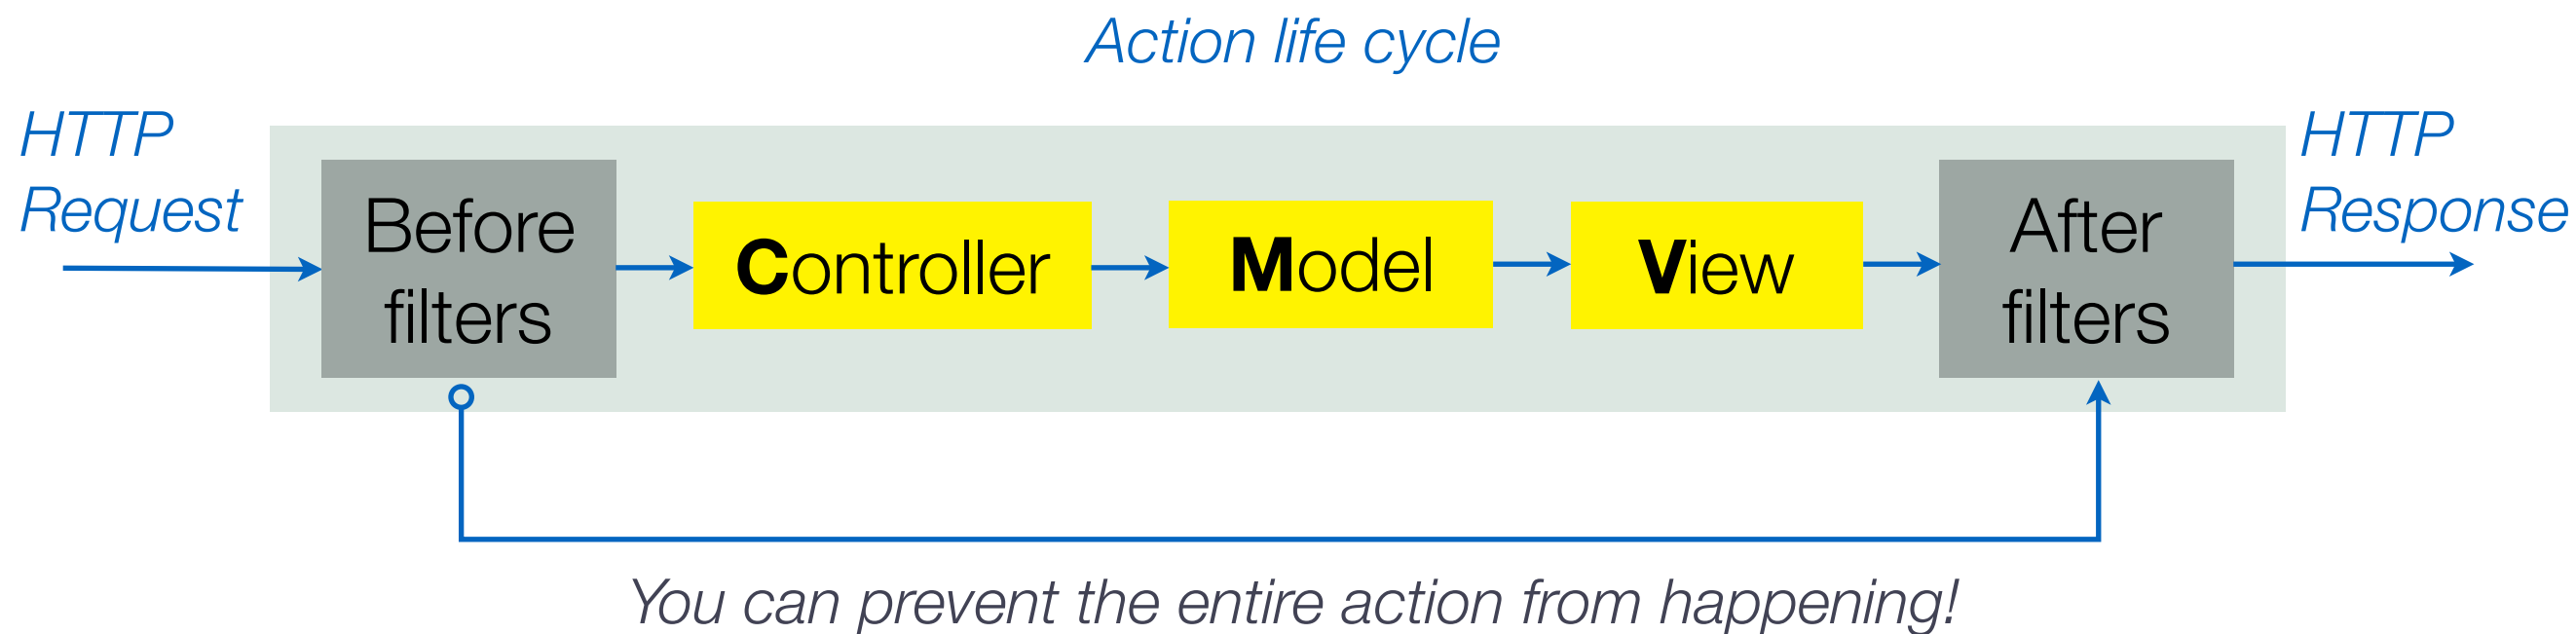 Action life cycle
HTTP
Request
Before
filters
Controller
Model
View
After
filters
HTTP
Response
You can prevent the entire action from happening!